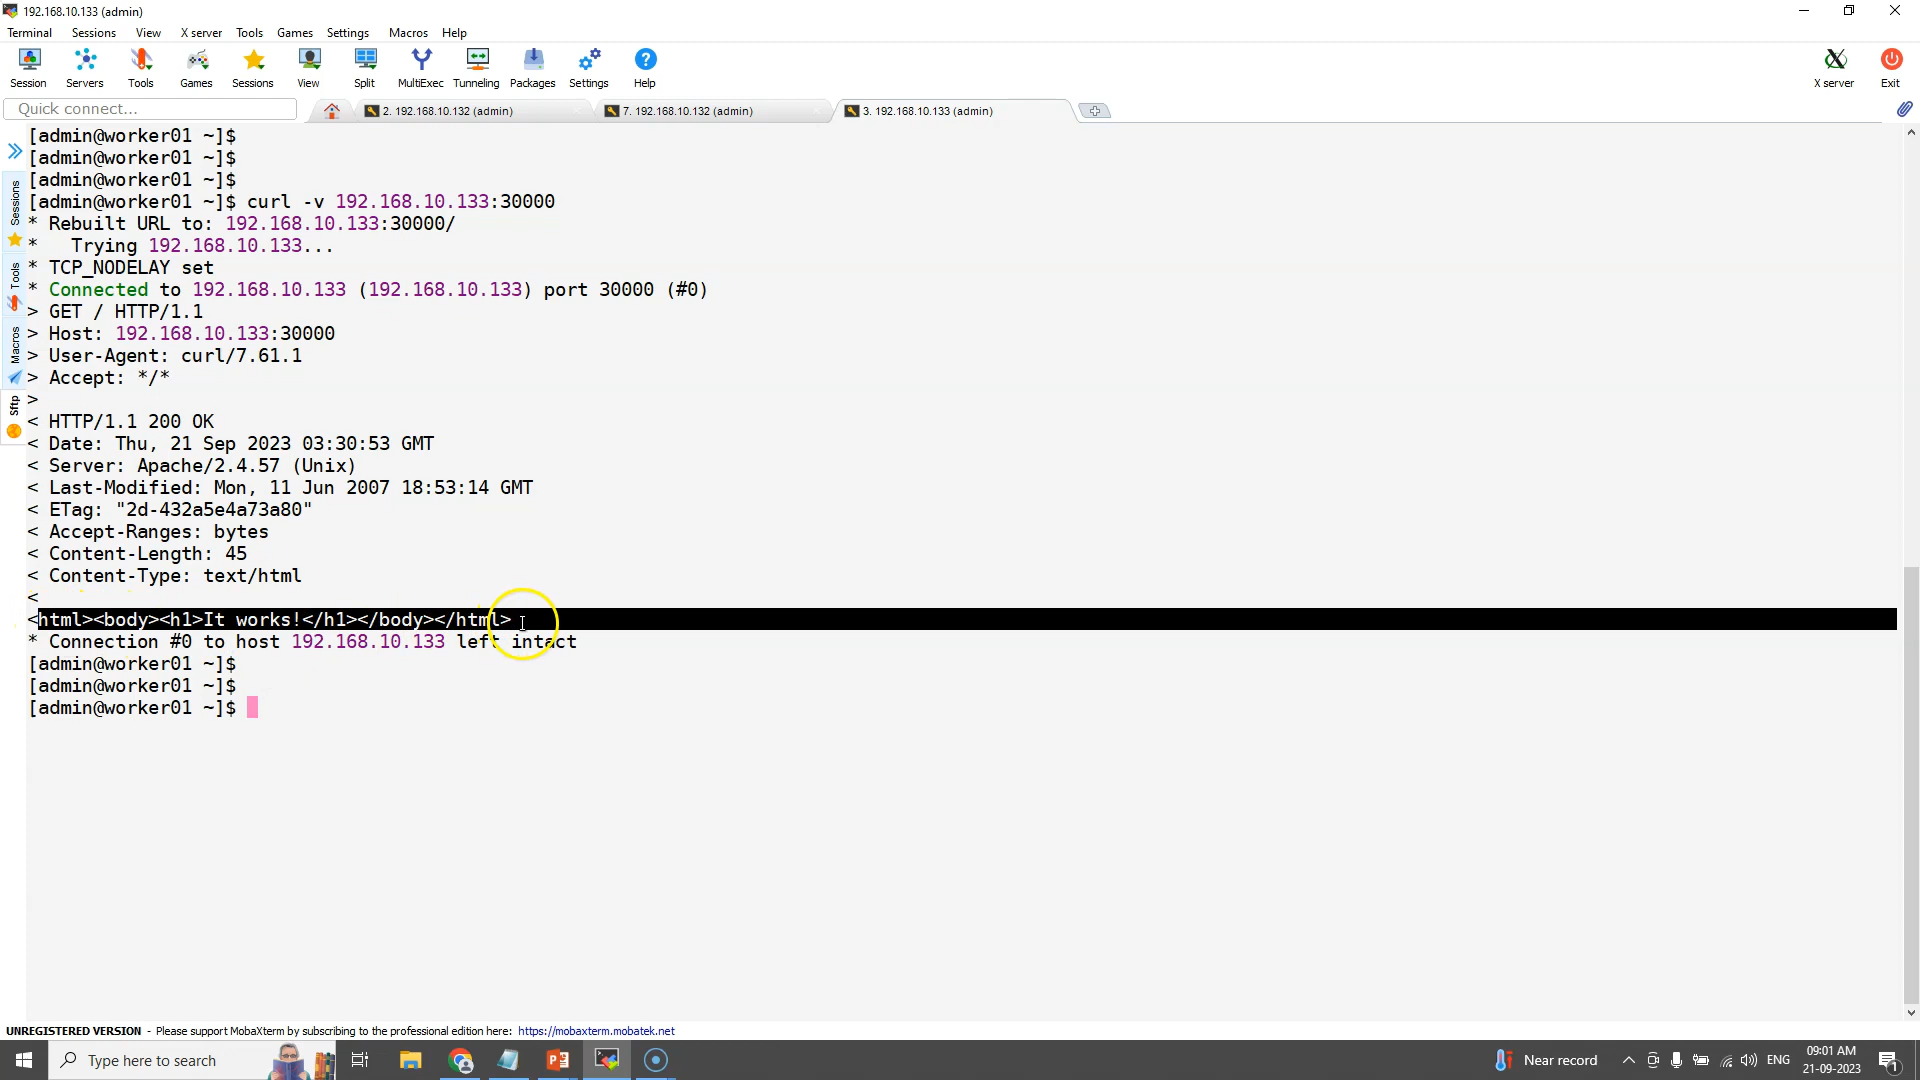 192.168.10.133 (admin)
Terminal Sessions View X server Tools Games Settings Macros Help
Session Servers Tools Games Sessions View Split MultiExec Tunneling Packages Settings Help X server Exit
Quick connect... 2. 192.168.10.132 (admin) 7. 192.168.10.132 (admin) 3. 192.168.10.133 (admin)
Sessions
Tools
Macros
Sftp
[admin@worker01 ~]$
[admin@worker01 ~]$
[admin@worker01 ~]$
[admin@worker01 ~]$ curl -v 192.168.10.133:30000
* Rebuilt URL to: 192.168.10.133:30000/
*   Trying 192.168.10.133...
* TCP_NODELAY set
* Connected to 192.168.10.133 (192.168.10.133) port 30000 (#0)
> GET / HTTP/1.1
> Host: 192.168.10.133:30000
> User-Agent: curl/7.61.1
> Accept: */*
>
< HTTP/1.1 200 OK
< Date: Thu, 21 Sep 2023 03:30:53 GMT
< Server: Apache/2.4.57 (Unix)
< Last-Modified: Mon, 11 Jun 2007 18:53:14 GMT
< ETag: "2d-432a5e4a73a80"
< Accept-Ranges: bytes
< Content-Length: 45
< Content-Type: text/html
<
<html><body><h1>It works!</h1></body></html>
* Connection #0 to host 192.168.10.133 left intact
[admin@worker01 ~]$
[admin@worker01 ~]$
[admin@worker01 ~]$
UNREGISTERED VERSION - Please support MobaXterm by subscribing to the professional edition here: https://mobaxterm.mobatek.net
Type here to search Near record ENG 09:01 AM
21-09-2023 1